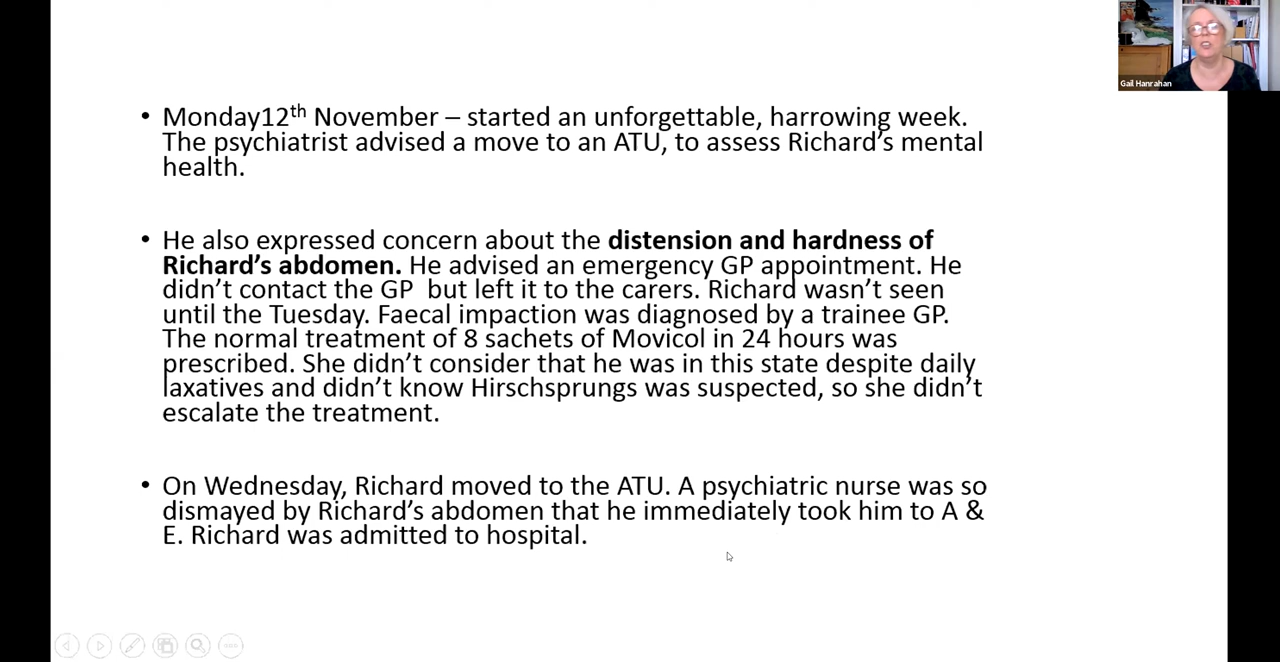 Gail Hanrahan
• Monday12th November – started an unforgettable, harrowing week.
The psychiatrist advised a move to an ATU, to assess Richard’s mental
health.
• He also expressed concern about the distension and hardness of
Richard’s abdomen. He advised an emergency GP appointment. He
didn’t contact the GP  but left it to the carers. Richard wasn’t seen
until the Tuesday. Faecal impaction was diagnosed by a trainee GP.
The normal treatment of 8 sachets of Movicol in 24 hours was
prescribed. She didn’t consider that he was in this state despite daily
laxatives and didn’t know Hirschsprungs was suspected, so she didn’t
escalate the treatment.
• On Wednesday, Richard moved to the ATU. A psychiatric nurse was so
dismayed by Richard’s abdomen that he immediately took him to A &
E. Richard was admitted to hospital.